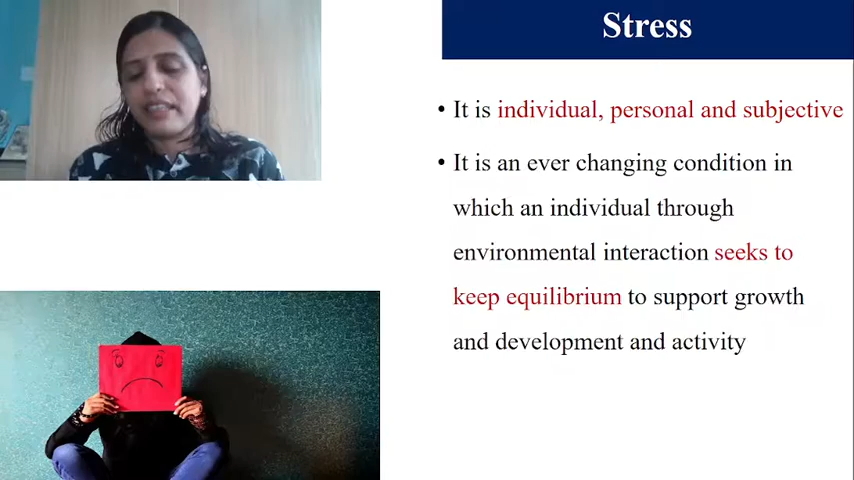 Stress
• It is individual, personal and subjective
• It is an ever changing condition in
which an individual through
environmental interaction seeks to
keep equilibrium to support growth
and development and activity